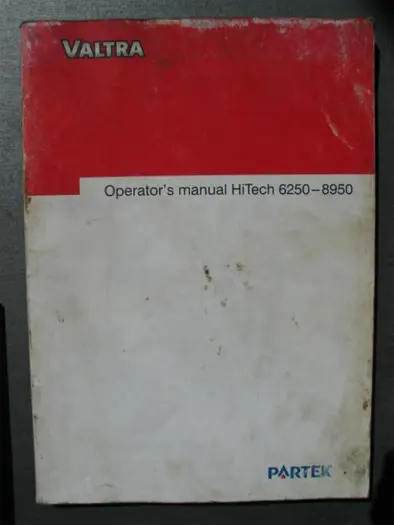 VALTRA
Operator's manual HiTech 6250–8950
PARTEK